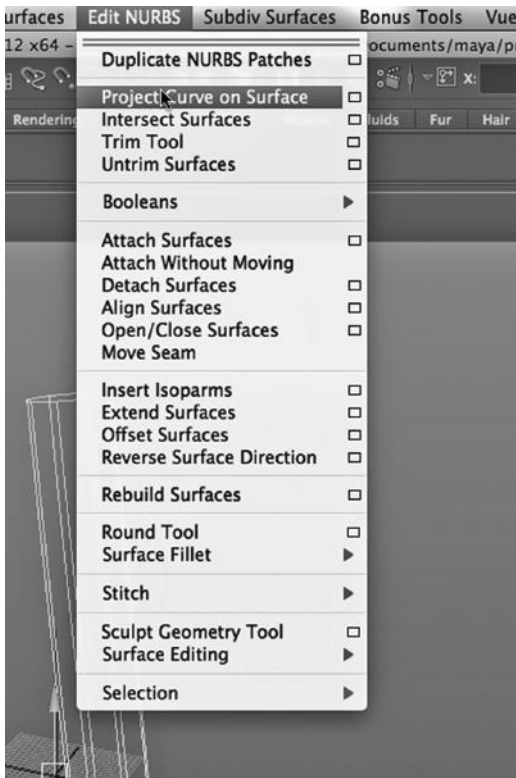 urfaces Edit NURBS Subdiv Surfaces Bonus Tools Vue
12 x64 - ocuments/maya/pr
Duplicate NURBS Patches
X:
Project Curve on Surface
Rendering luids Fur Hair
Intersect Surfaces
Trim Tool
Untrim Surfaces
Booleans
Attach Surfaces
Attach Without Moving
Detach Surfaces
Align Surfaces
Open/Close Surfaces
Move Seam
Insert Isoparms
Extend Surfaces
Offset Surfaces
Reverse Surface Direction
Rebuild Surfaces
Round Tool
Surface Fillet
Stitch
Sculpt Geometry Tool
Surface Editing
Selection